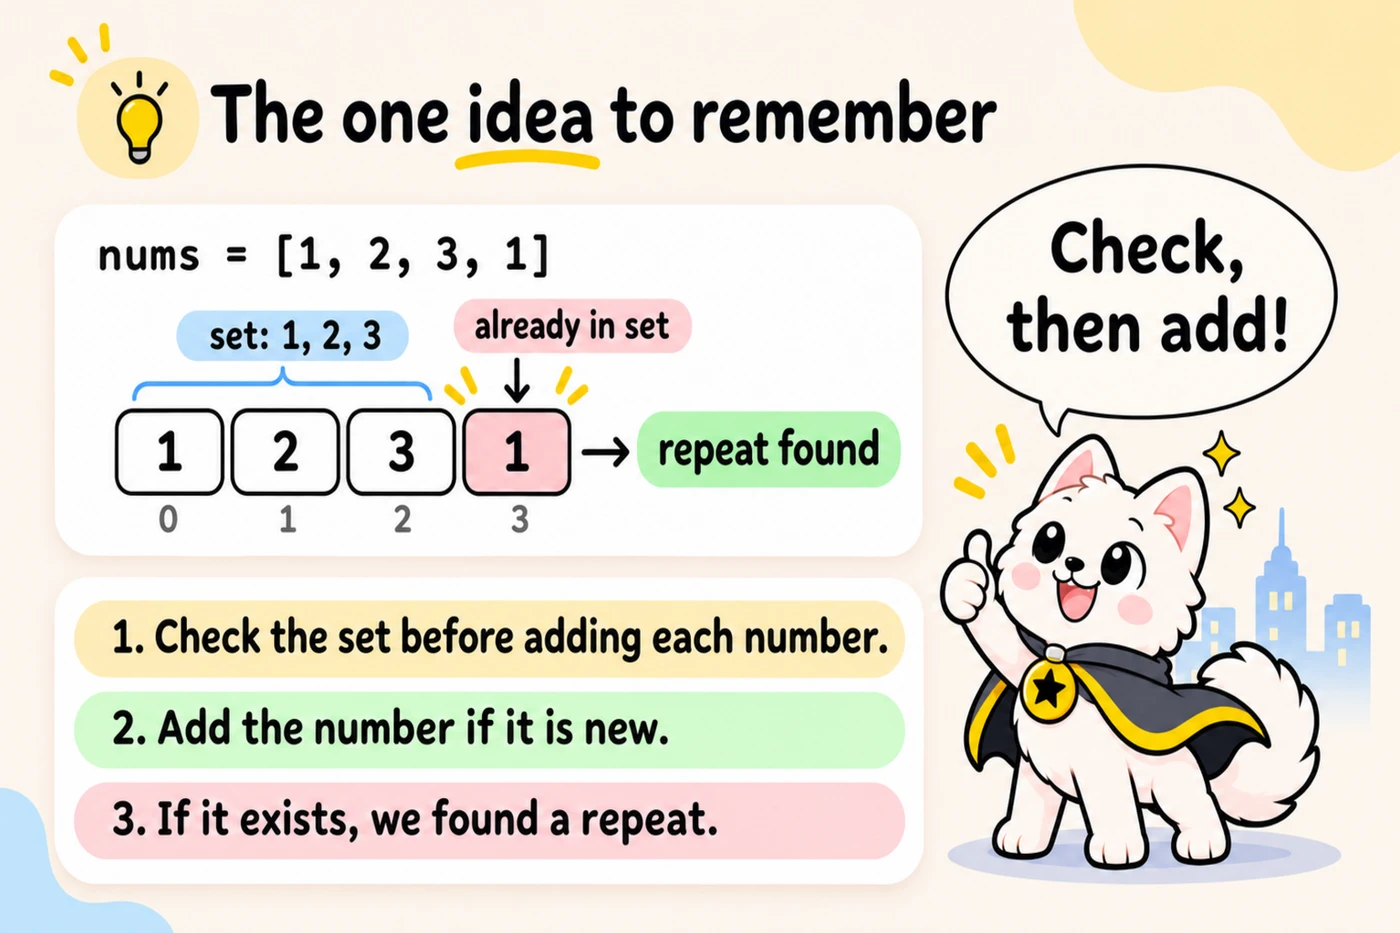 The one idea to remember
nums = [1, 2, 3, 1]
set: 1, 2, 3
already in set
1 2 3 1
repeat found
0 1 2 3
1. Check the set before adding each number.
2. Add the number if it is new.
3. If it exists, we found a repeat.
Check,
then add!